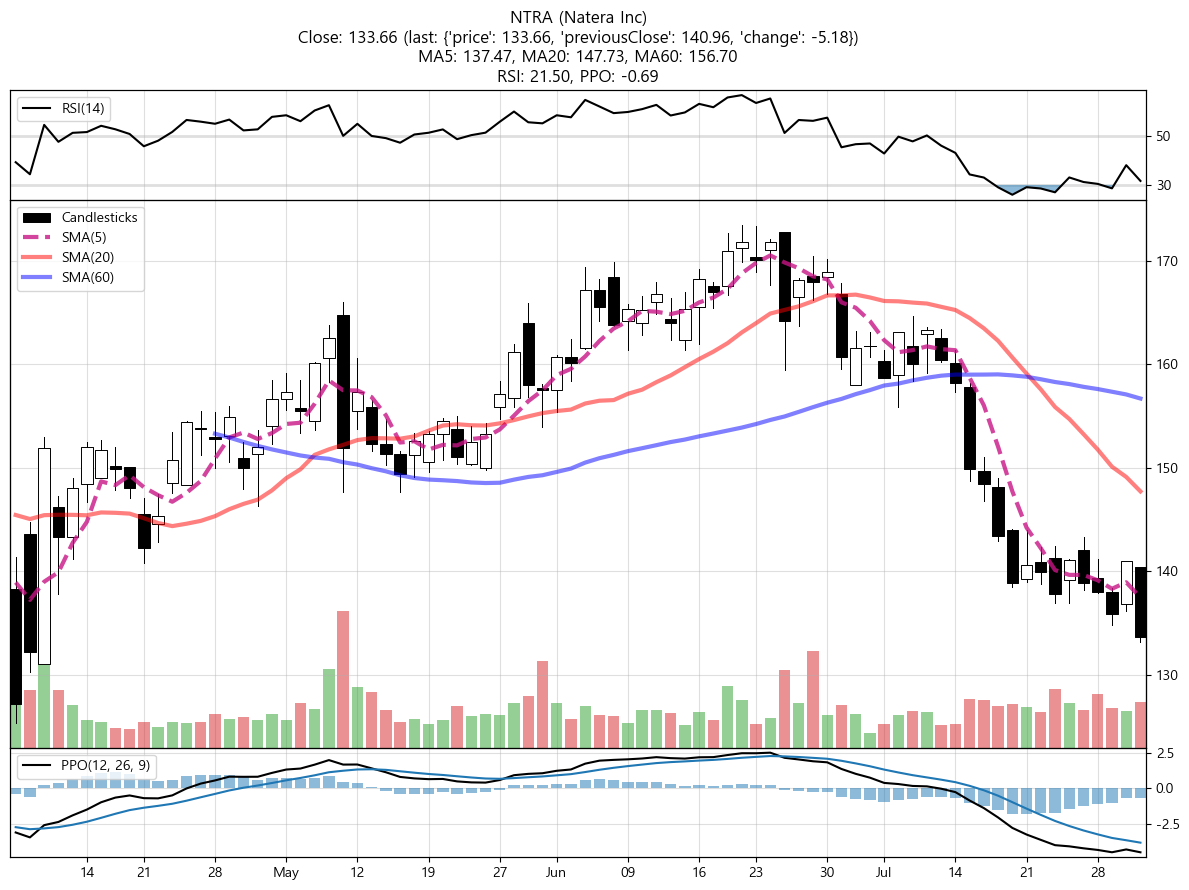 NTRA (Natera Inc)
Close: 133.66 (last: {'price': 133.66, 'previousClose': 140.96, 'change': -5.18})
MA5: 137.47, MA20: 147.73, MA60: 156.70
RSI: 21.50, PPO: -0.69
RSI(14)
50
30
Candlesticks
SMA(5)
SMA(20)
SMA(60)
170
160
150
140
130
PPO(12, 26, 9)
2.5
0.0
−2.5
14 21 28 May 12 19 27 Jun 09 16 23 30 Jul 14 21 28